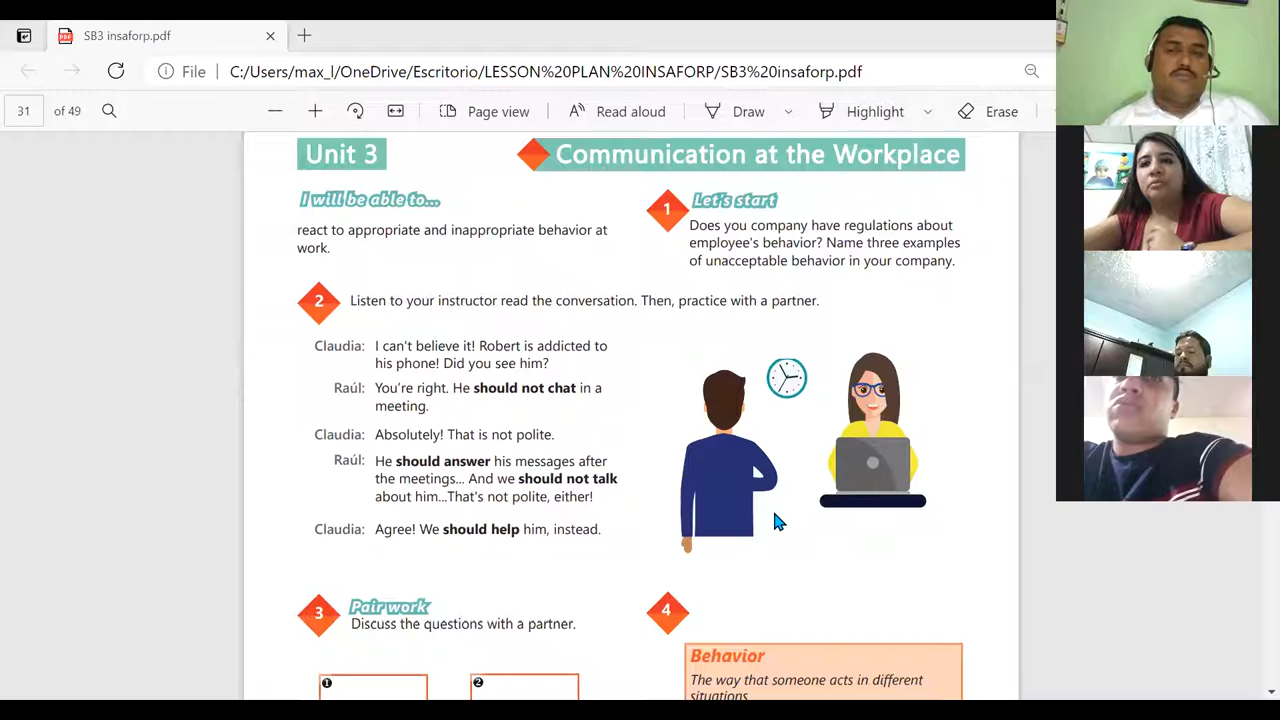 SB3 insaforp.pdf
File C:/Users/max_l/OneDrive/Escritorio/LESSON%20PLAN%20INSAFORP/SB3%20insaforp.pdf
31 of 49 Page view Read aloud Draw Highlight Erase
Unit 3
Communication at the Workplace
I will be able to...
react to appropriate and inappropriate behavior at
work.
1 Let's start
Does you company have regulations about
employee's behavior? Name three examples
of unacceptable behavior in your company.
2 Listen to your instructor read the conversation. Then, practice with a partner.
Claudia: I can't believe it! Robert is addicted to
his phone! Did you see him?
Raúl: You're right. He should not chat in a
meeting.
Claudia: Absolutely! That is not polite.
Raúl: He should answer his messages after
the meetings... And we should not talk
about him...That's not polite, either!
Claudia: Agree! We should help him, instead.
3 Pair work
Discuss the questions with a partner.
1 2
4
Behavior
The way that someone acts in different
situations